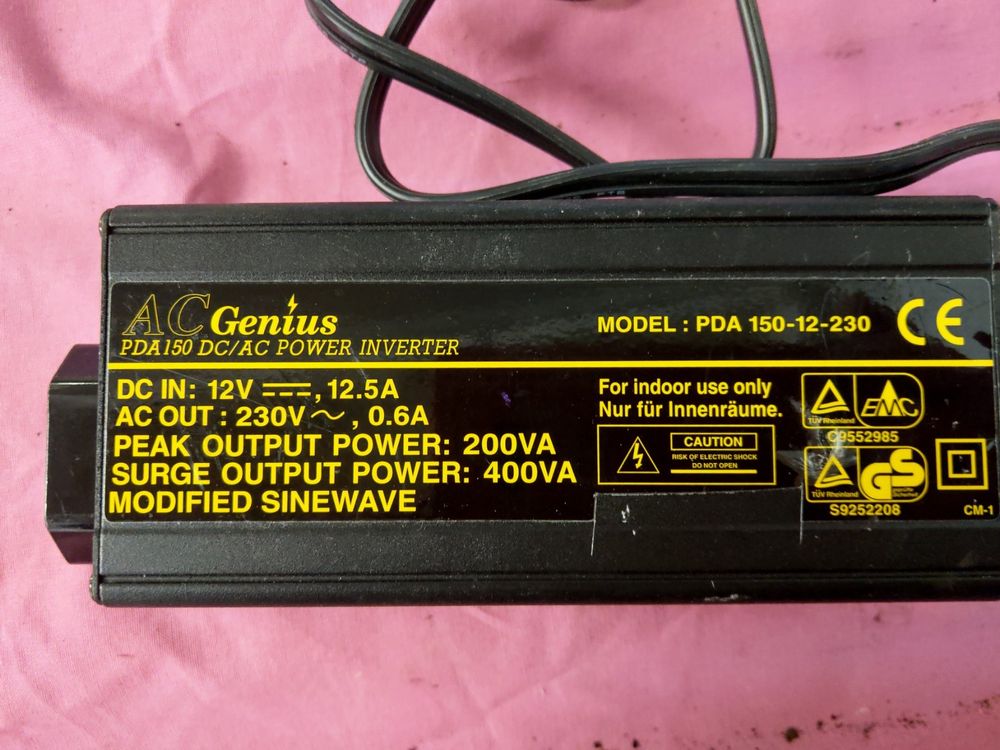 AC Genius
PDA150 DC/AC POWER INVERTER
MODEL : PDA 150-12-230
CE
DC IN: 12V ⎓, 12.5A
AC OUT : 230V ~ , 0.6A
PEAK OUTPUT POWER: 200VA
SURGE OUTPUT POWER: 400VA
MODIFIED SINEWAVE
For indoor use only
Nur für Innenräume.
CAUTION
RISK OF ELECTRIC SHOCK
DO NOT OPEN
TÜV Rheinland
EMC
C9552985
TÜV Rheinland
GS
geprüfte
Sicherheit
S9252208
CM-1